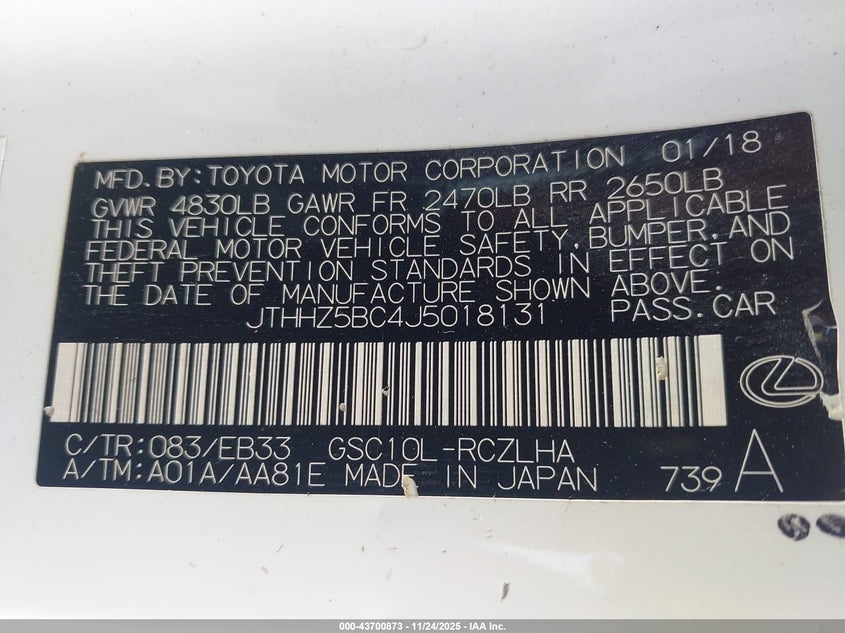 MFD.BY:TOYOTA MOTOR CORPORATION 01/18
GVWR 4830LB GAWR FR 2470LB RR 2650LB
THIS VEHICLE CONFORMS TO ALL APPLICABLE
FEDERAL MOTOR VEHICLE SAFETY,BUMPER,AND
THEFT PREVENTION STANDARDS IN EFFECT ON
THE DATE OF MANUFACTURE SHOWN ABOVE.
JTHHZ5BC4J5018131 PASS.CAR
C/TR:083/EB33 GSC10L-RCZLHA
A/TM:A01A/AA81E MADE IN JAPAN 739 A
000-43700873 - 11/24/2025 - IAA Inc.